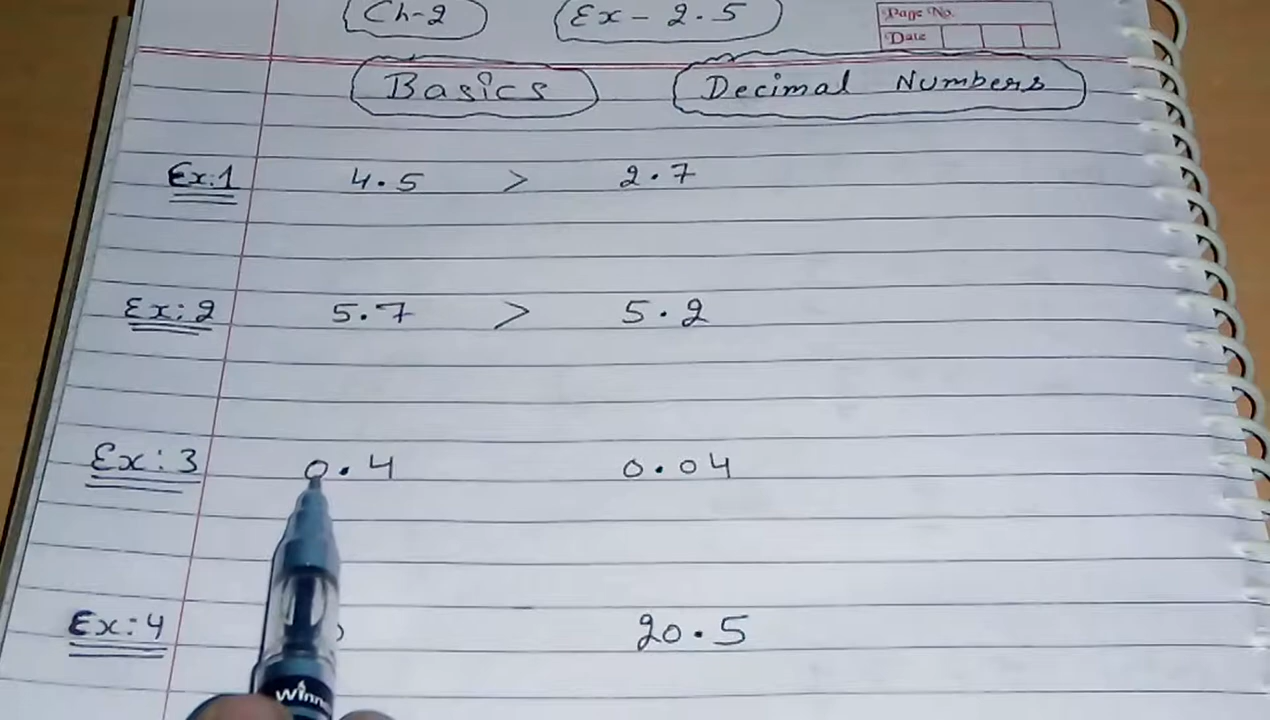 Ch-2 Ex-2.5 Page No.
Date
Basics Decimal Numbers
Ex:1 4.5 > 2.7
Ex:2 5.7 > 5.2
Ex:3 0.4 0.04
Ex:4 20.5